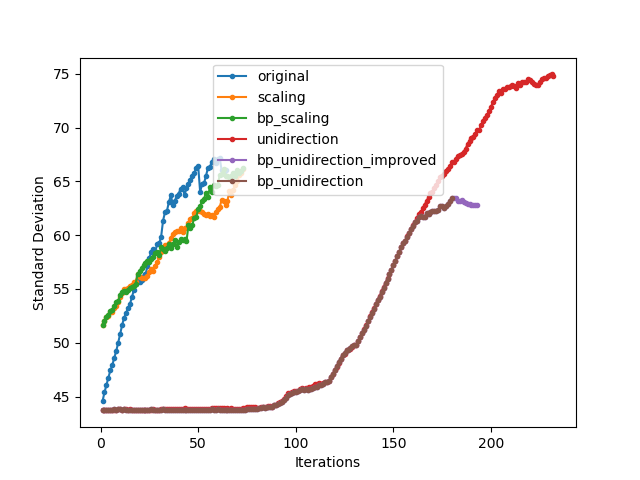 original
scaling
bp_scaling
unidirection
bp_unidirection_improved
bp_unidirection
75
70
65
60
55
50
45
Standard Deviation
0 50 100 150 200
Iterations